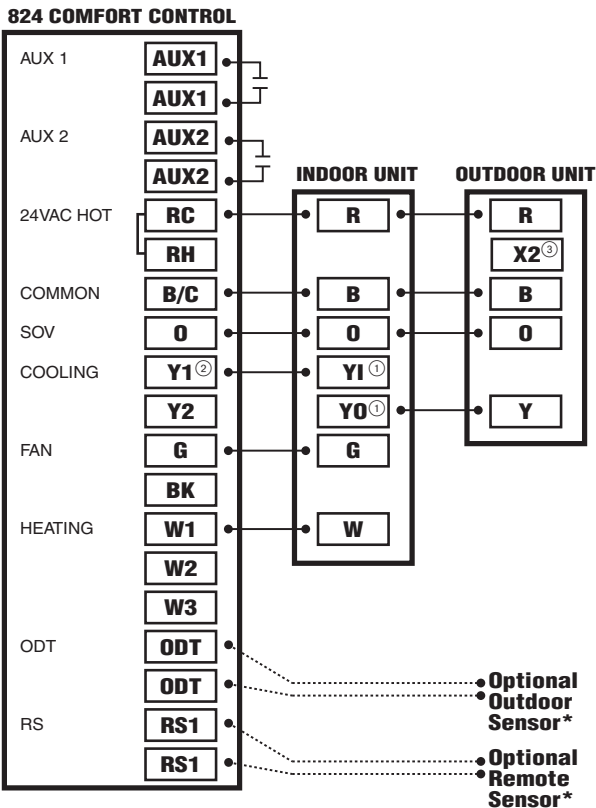 824 COMFORT CONTROL
AUX 1
AUX1
AUX1
AUX 2
AUX2
AUX2
INDOOR UNIT
OUTDOOR UNIT
24VAC HOT
RC
R
R
RH
X2③
COMMON
B/C
B
B
SOV
O
O
O
COOLING
Y1②
YI①
Y2
YO①
Y
FAN
G
G
BK
HEATING
W1
W
W2
W3
ODT
ODT
ODT
Optional
Outdoor
Sensor*
RS
RS1
RS1
Optional
Remote
Sensor*